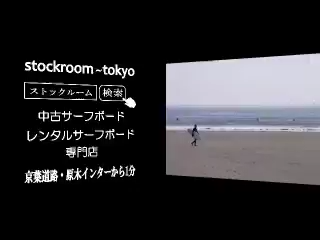 stockroom ~tokyo
ストックルーム 検索
中古サーフボード
レンタルサーフボード
専門店
京葉道路・原木インターから1分